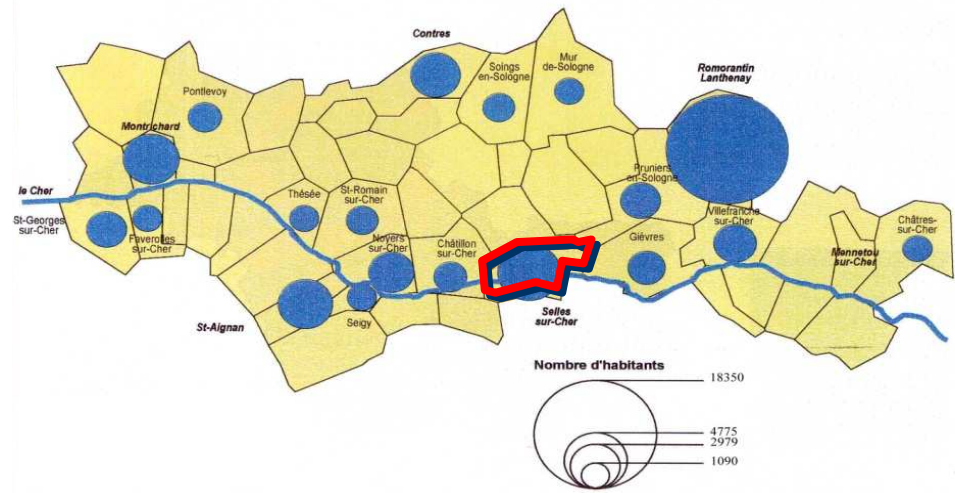 Contres
Soings
en-Sologne
Mur
de-Sologne
Romorantin
Lanthenay
Pontlevoy
Montrichard
Pruniers
en-Sologne
le Cher
Thésée
St-Romain
sur-Cher
St-Georges
sur-Cher
Faverolles
sur-Cher
Noyers
sur-Cher
Châtillon
sur-Cher
Gièvres
Villefranche
sur-Cher
Châtres-
sur-Cher
Mennetou
sur-Cher
St-Aignan
Seigy
Selles
sur-Cher
Nombre d'habitants
18350
4775
2979
1090